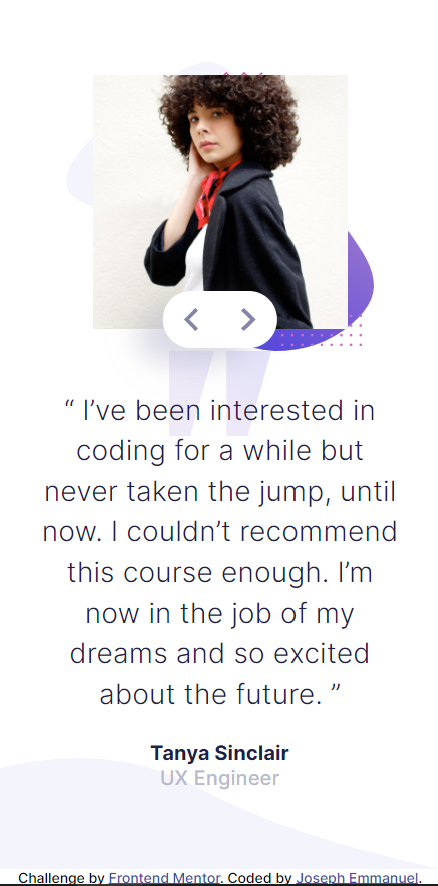 “ I’ve been interested in
coding for a while but
never taken the jump, until
now. I couldn’t recommend
this course enough. I’m
now in the job of my
dreams and so excited
about the future. ”
Tanya Sinclair
UX Engineer
Challenge by Frontend Mentor. Coded by Joseph Emmanuel.